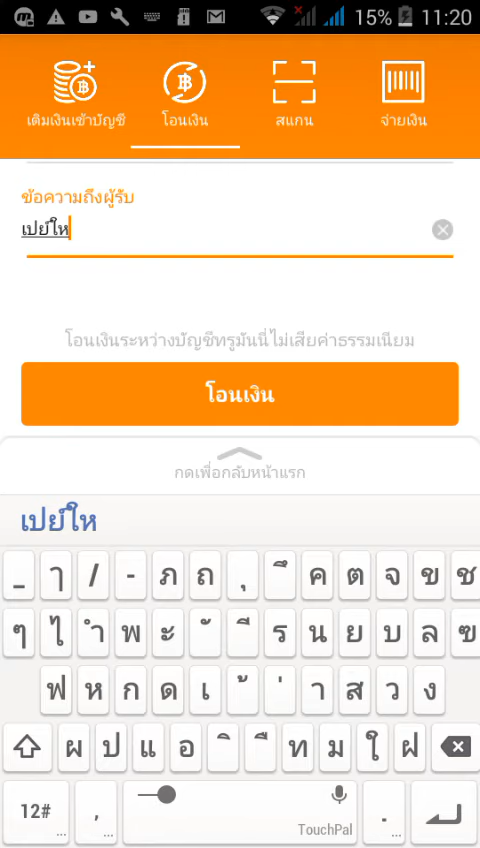 15% 11:20
เติมเงินเข้าบัญชี โอนเงิน สแกน จ่ายเงิน
ข้อความถึงผู้รับ
เปย์ให
โอนเงินระหว่างบัญชีทรูมันนี่ไม่เสียค่าธรรมเนียม
โอนเงิน
กดเพื่อกลับหน้าแรก
เปย์ให
_ ๅ / - ภ ถ ุ ึ ค ต จ ข ช
ๆ ไ ำ พ ะ ั ี ร น ย บ ล ฃ
ฟ ห ก ด เ ้ ่ า ส ว ง
ผ ป แ อ ิ ื ท ม ใ ฝ
12# ... , ... TouchPal . ...